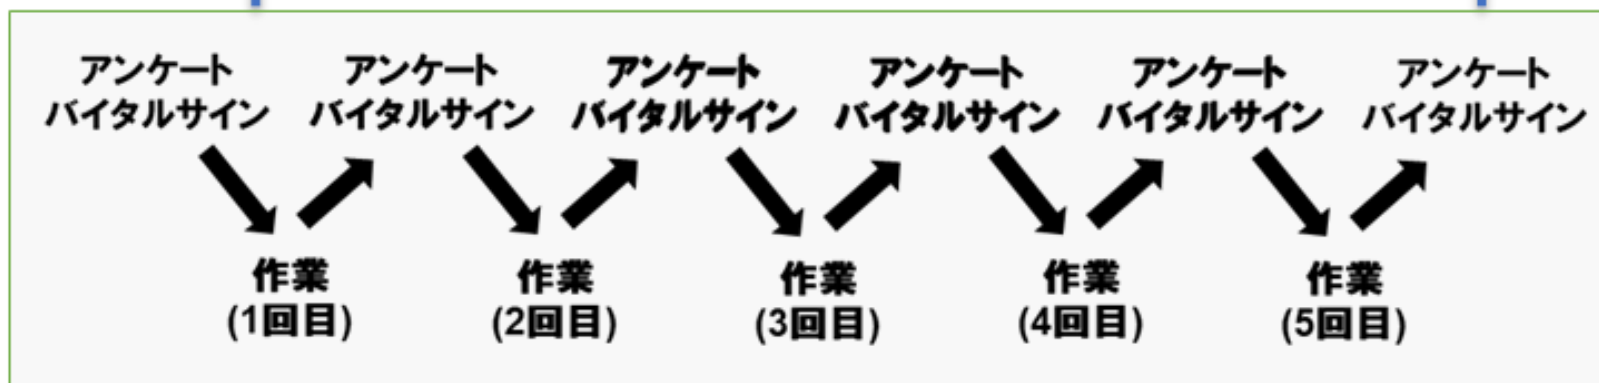 アンケート
バイタルサイン
アンケート
バイタルサイン
アンケート
バイタルサイン
アンケート
バイタルサイン
アンケート
バイタルサイン
アンケート
バイタルサイン
作業
(1回目)
作業
(2回目)
作業
(3回目)
作業
(4回目)
作業
(5回目)